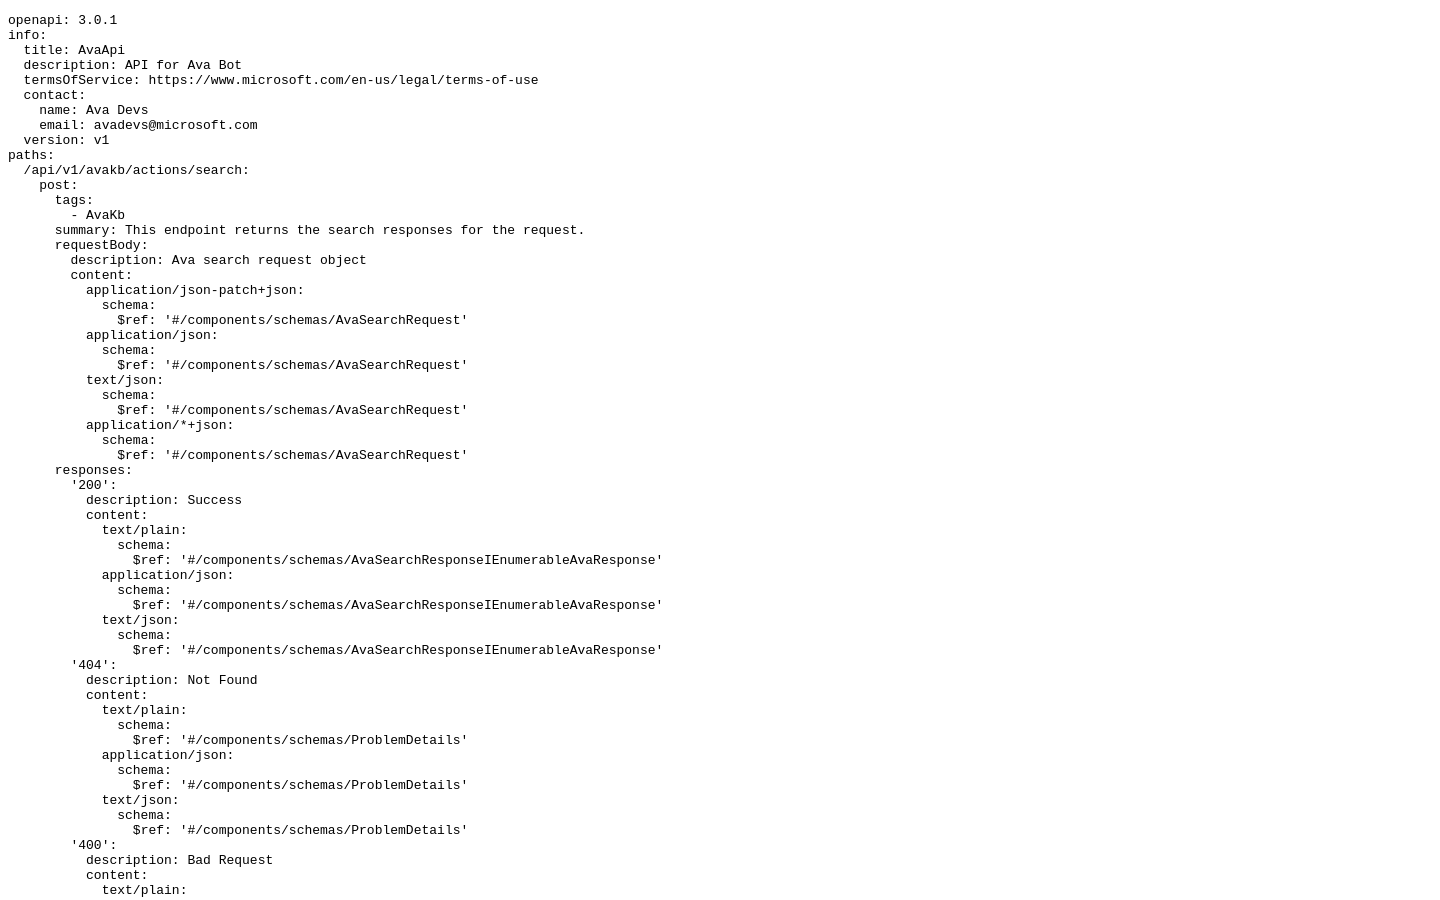 openapi: 3.0.1
info:
  title: AvaApi
  description: API for Ava Bot
  termsOfService: https://www.microsoft.com/en-us/legal/terms-of-use
  contact:
    name: Ava Devs
    email: avadevs@microsoft.com
  version: v1
paths:
  /api/v1/avakb/actions/search:
    post:
      tags:
        - AvaKb
      summary: This endpoint returns the search responses for the request.
      requestBody:
        description: Ava search request object
        content:
          application/json-patch+json:
            schema:
              $ref: '#/components/schemas/AvaSearchRequest'
          application/json:
            schema:
              $ref: '#/components/schemas/AvaSearchRequest'
          text/json:
            schema:
              $ref: '#/components/schemas/AvaSearchRequest'
          application/*+json:
            schema:
              $ref: '#/components/schemas/AvaSearchRequest'
      responses:
        '200':
          description: Success
          content:
            text/plain:
              schema:
                $ref: '#/components/schemas/AvaSearchResponseIEnumerableAvaResponse'
            application/json:
              schema:
                $ref: '#/components/schemas/AvaSearchResponseIEnumerableAvaResponse'
            text/json:
              schema:
                $ref: '#/components/schemas/AvaSearchResponseIEnumerableAvaResponse'
        '404':
          description: Not Found
          content:
            text/plain:
              schema:
                $ref: '#/components/schemas/ProblemDetails'
            application/json:
              schema:
                $ref: '#/components/schemas/ProblemDetails'
            text/json:
              schema:
                $ref: '#/components/schemas/ProblemDetails'
        '400':
          description: Bad Request
          content:
            text/plain: